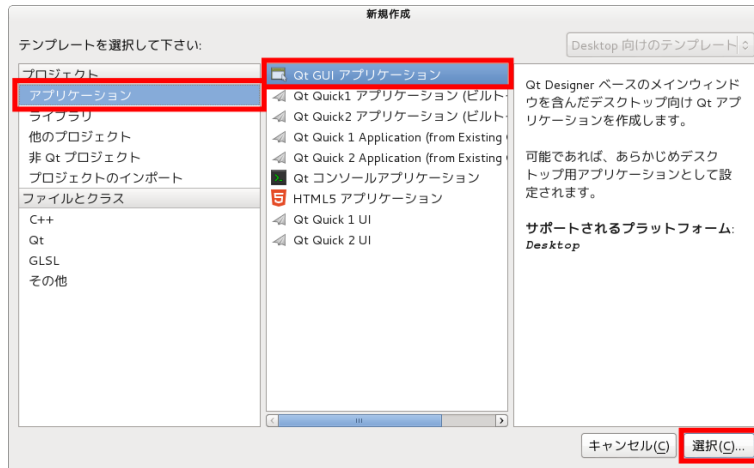 新規作成
テンプレートを選択して下さい:
Desktop 向けのテンプレート
プロジェクト
アプリケーション
ライブラリ
他のプロジェクト
非 Qt プロジェクト
プロジェクトのインポート
ファイルとクラス
C++
Qt
GLSL
その他
Qt GUI アプリケーション
Qt Quick1 アプリケーション (ビルト
Qt Quick2 アプリケーション (ビルト
Qt Quick 1 Application (from Existing
Qt Quick 2 Application (from Existing
Qt コンソールアプリケーション
HTML5 アプリケーション
Qt Quick 1 UI
Qt Quick 2 UI
Qt Designer ベースのメインウィンド
ウを含んだデスクトップ向け Qt アプ
リケーションを作成します。
可能であれば、あらかじめデスク
トップ用アプリケーションとして設
定されます。
サポートされるプラットフォーム:
Desktop
キャンセル(C)
選択(C)...